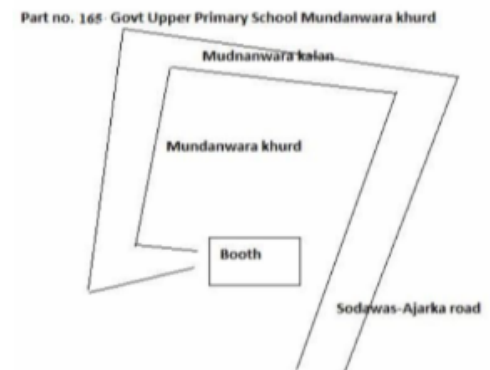 Part no. 165- Govt Upper Primary School Mundanwara khurd
Mudnanwara kalan
Mundanwara khurd
Booth
Sodawas-Ajarka road